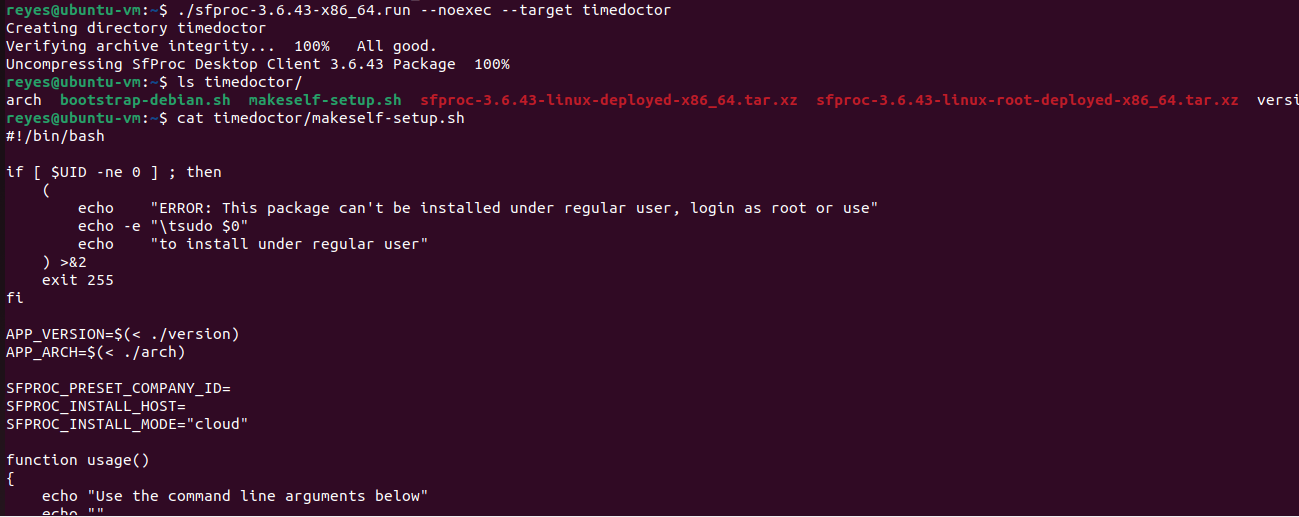 reyes@ubuntu-vm:~$ ./sfproc-3.6.43-x86_64.run --noexec --target timedoctor
Creating directory timedoctor
Verifying archive integrity...  100%   All good.
Uncompressing SfProc Desktop Client 3.6.43 Package  100%
reyes@ubuntu-vm:~$ ls timedoctor/
arch  bootstrap-debian.sh  makeself-setup.sh  sfproc-3.6.43-linux-deployed-x86_64.tar.xz  sfproc-3.6.43-linux-root-deployed-x86_64.tar.xz  versi
reyes@ubuntu-vm:~$ cat timedoctor/makeself-setup.sh
#!/bin/bash

if [ $UID -ne 0 ] ; then
    (
        echo    "ERROR: This package can't be installed under regular user, login as root or use"
        echo -e "\tsudo $0"
        echo    "to install under regular user"
    ) >&2
    exit 255
fi

APP_VERSION=$(< ./version)
APP_ARCH=$(< ./arch)

SFPROC_PRESET_COMPANY_ID=
SFPROC_INSTALL_HOST=
SFPROC_INSTALL_MODE="cloud"

function usage()
{
    echo "Use the command line arguments below"
    echo ""